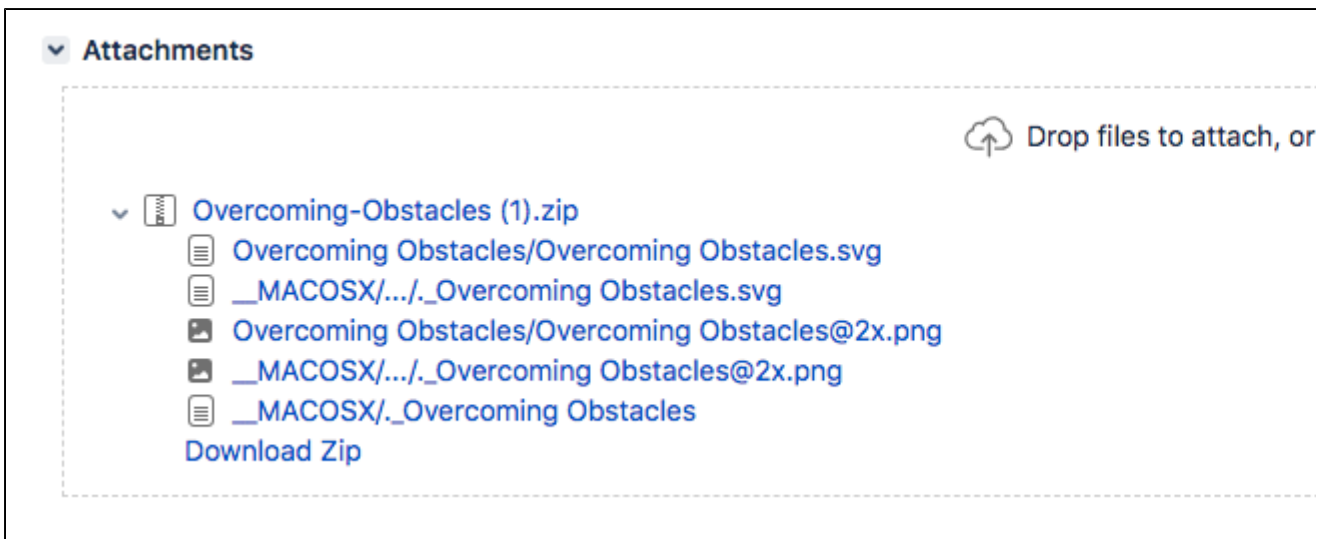 Attachments
Drop files to attach, or
Overcoming-Obstacles (1).zip
Overcoming Obstacles/Overcoming Obstacles.svg
__MACOSX/.../._Overcoming Obstacles.svg
Overcoming Obstacles/Overcoming Obstacles@2x.png
__MACOSX/.../._Overcoming Obstacles@2x.png
__MACOSX/._Overcoming Obstacles
Download Zip